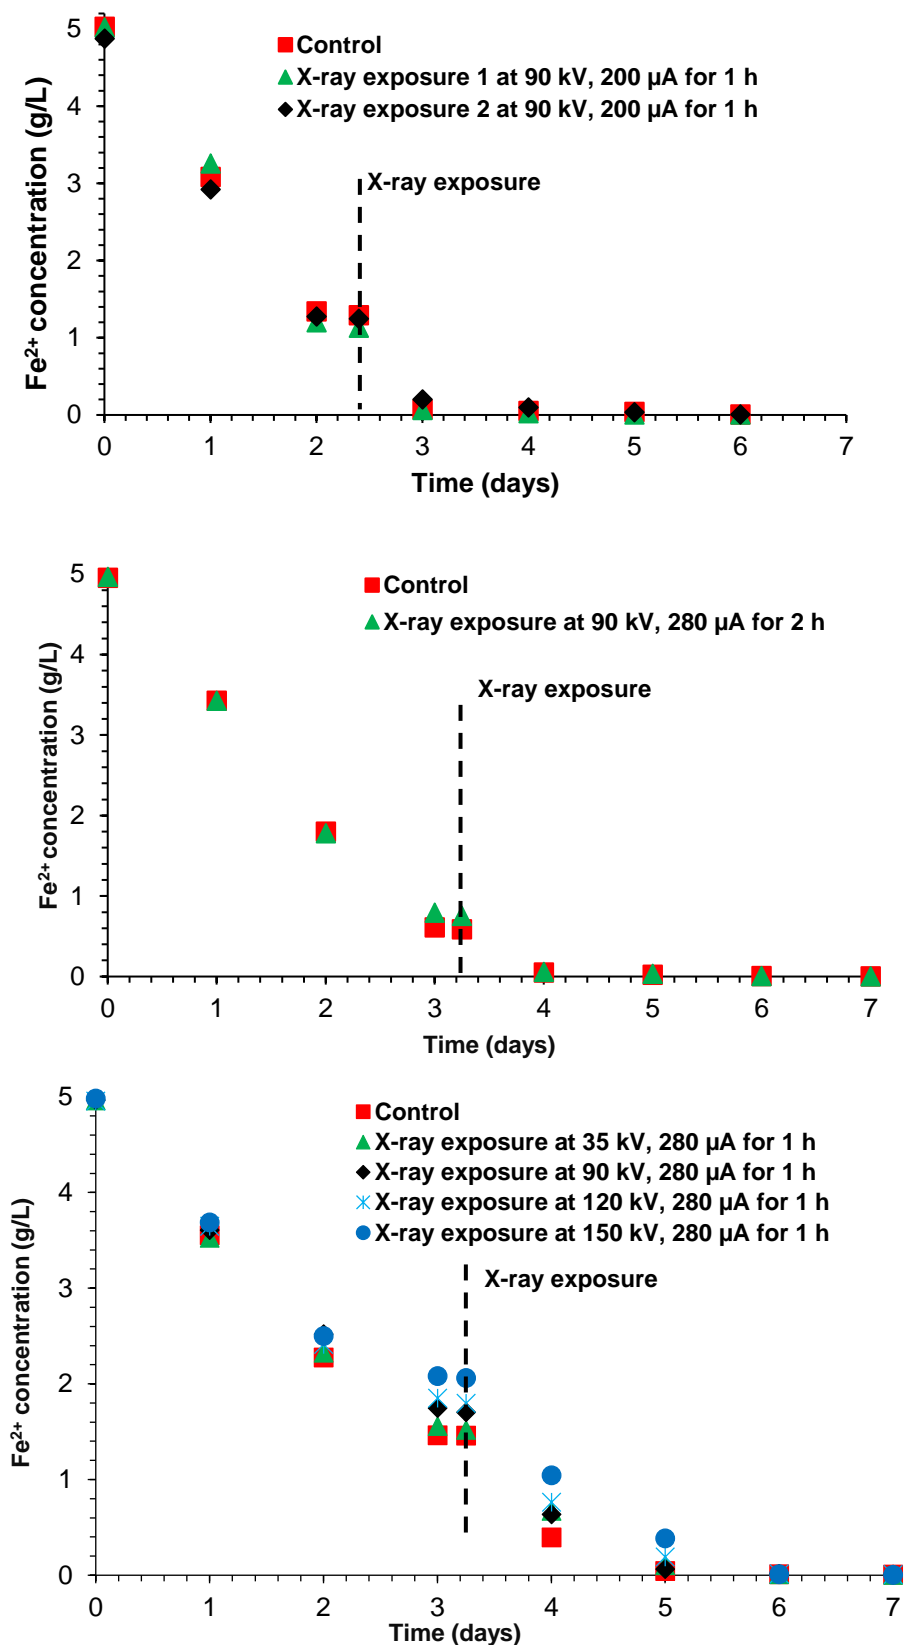 5
4
3
2
1
0
Fe²⁺ concentration (g/L)
Control
X-ray exposure 1 at 90 kV, 200 µA for 1 h
X-ray exposure 2 at 90 kV, 200 µA for 1 h
X-ray exposure
0 1 2 3 4 5 6 7
Time (days)
5
4
3
2
1
0
Fe²⁺ concentration (g/L)
Control
X-ray exposure at 90 kV, 280 µA for 2 h
X-ray exposure
0 1 2 3 4 5 6 7
Time (days)
5
4
3
2
1
0
Fe²⁺ concentration (g/L)
Control
X-ray exposure at 35 kV, 280 µA for 1 h
X-ray exposure at 90 kV, 280 µA for 1 h
X-ray exposure at 120 kV, 280 µA for 1 h
X-ray exposure at 150 kV, 280 µA for 1 h
X-ray exposure
0 1 2 3 4 5 6 7
Time (days)